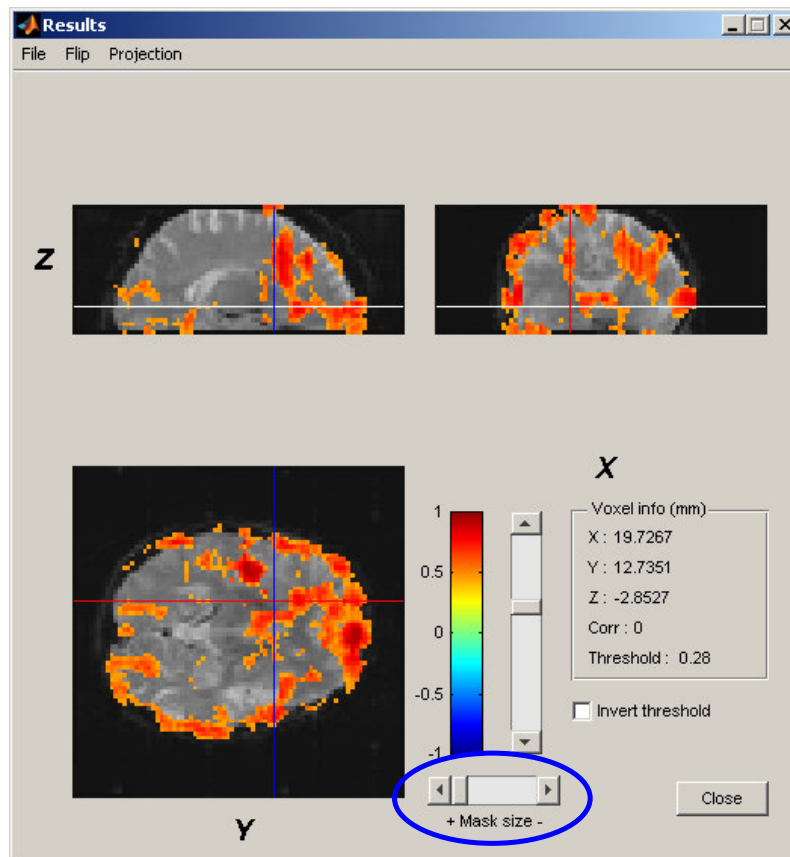 Results
File Flip Projection
Z
X
1
0.5
0
-0.5
-1
Voxel info (mm)
X : 19.7267
Y : 12.7351
Z : -2.8527
Corr : 0
Threshold : 0.28
Invert threshold
Close
+ Mask size -
Y